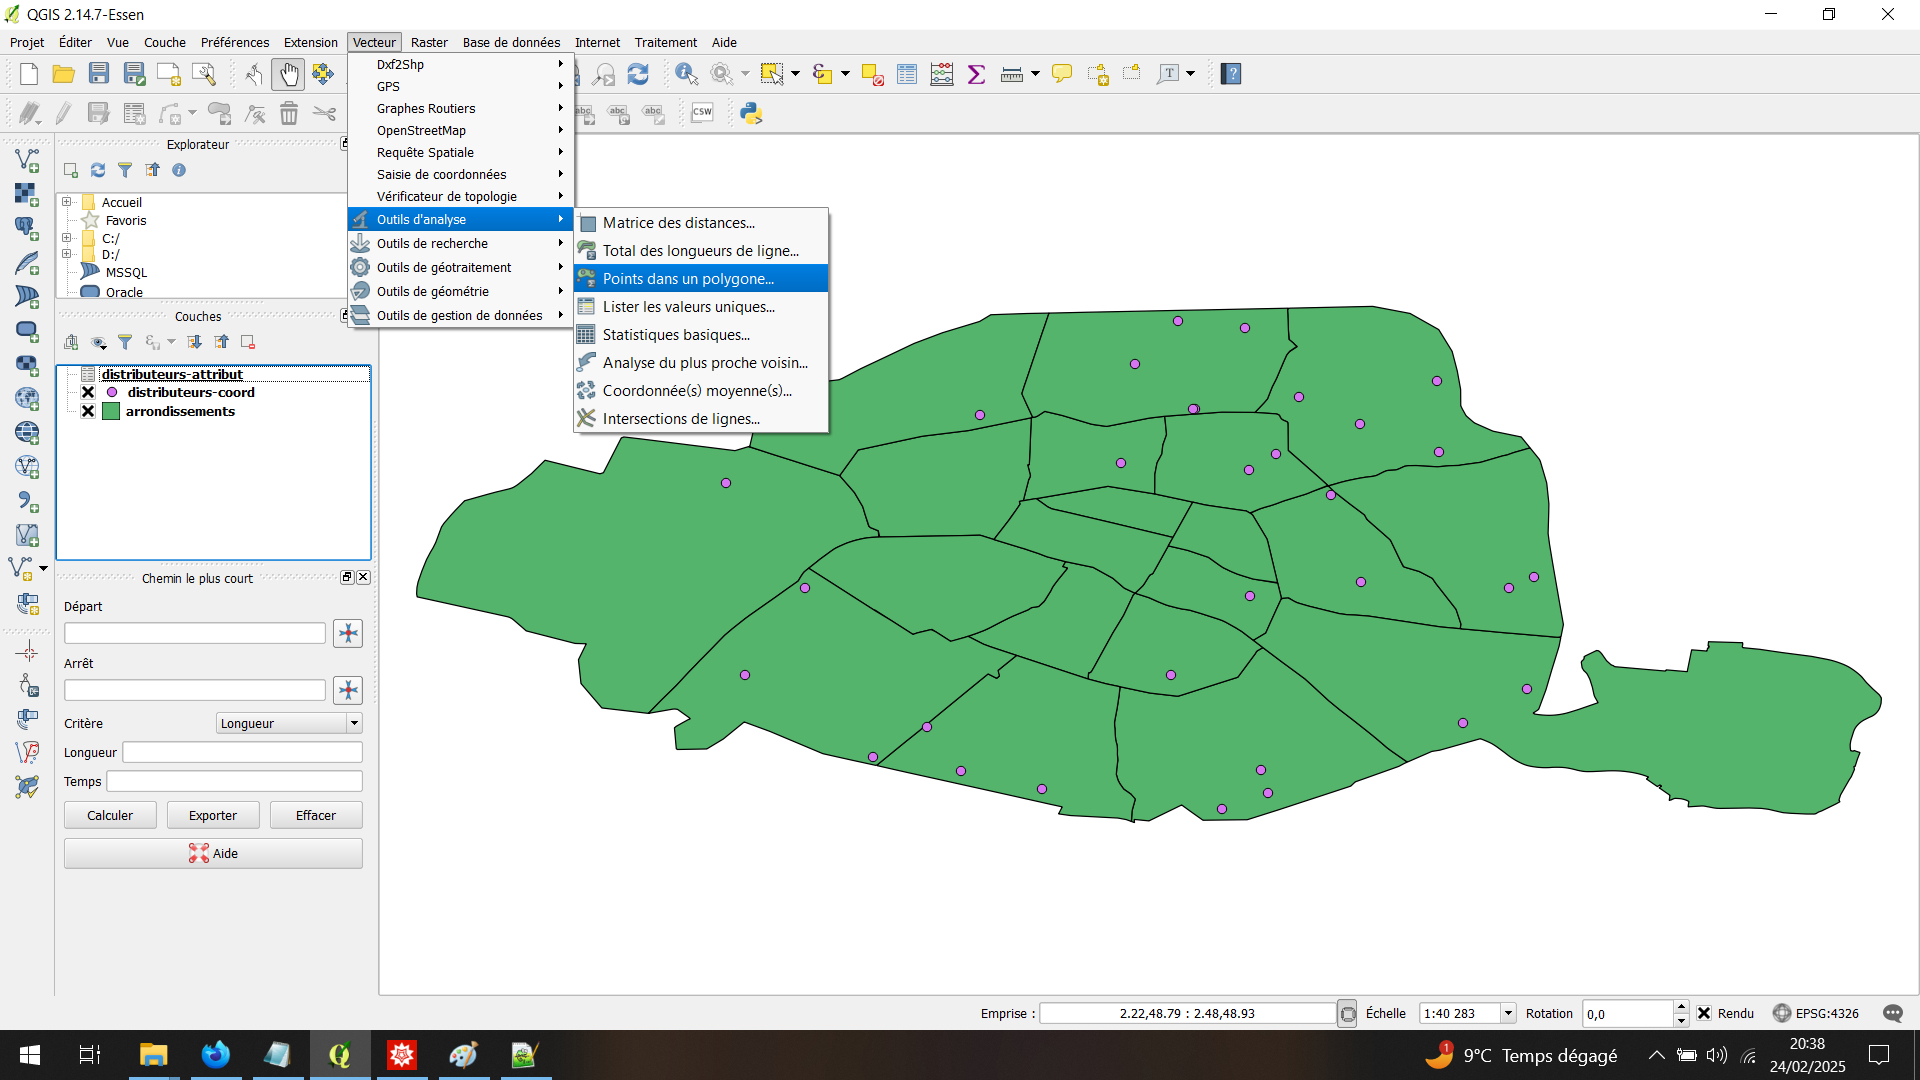 QGIS 2.14.7-Essen
Projet Éditer Vue Couche Préférences Extension Vecteur Raster Base de données Internet Traitement Aide
Dxf2Shp
GPS
Graphes Routiers
OpenStreetMap
Requête Spatiale
Saisie de coordonnées
Vérificateur de topologie
Outils d'analyse
Outils de recherche
Outils de géotraitement
Outils de géométrie
Outils de gestion de données
Matrice des distances...
Total des longueurs de ligne...
Points dans un polygone...
Lister les valeurs uniques...
Statistiques basiques...
Analyse du plus proche voisin...
Coordonnée(s) moyenne(s)...
Intersections de lignes...
abc abc abc CSW
Explorateur
Accueil
Favoris
C:/
D:/
MSSQL
Oracle
Couches
distributeurs-attribut
distributeurs-coord
arrondissements
Chemin le plus court
Départ
Arrêt
Critère Longueur
Longueur
Temps
Calculer Exporter Effacer
Aide
Emprise : 2.22,48.79 : 2.48,48.93 Échelle 1:40 283 Rotation 0,0 Rendu EPSG:4326
1 9°C Temps dégagé
20:38
24/02/2025